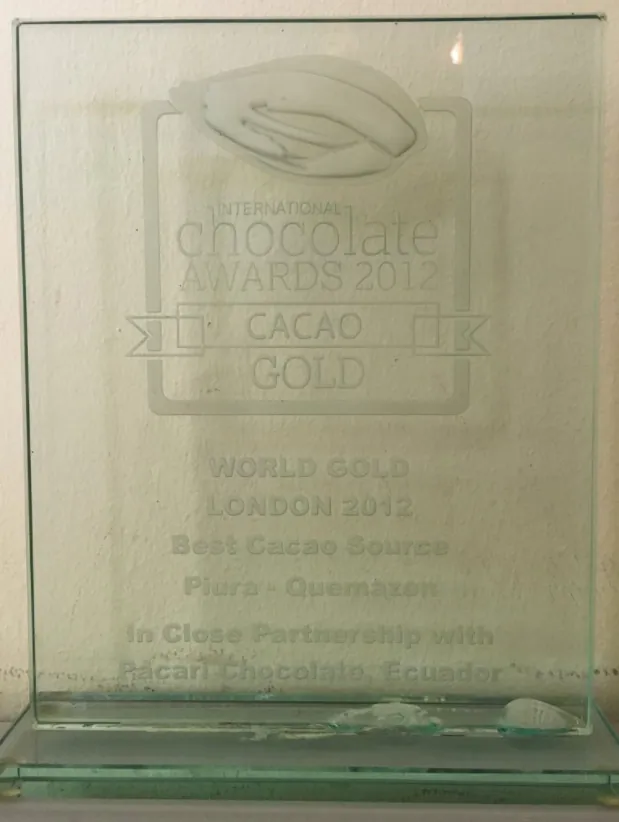 INTERNATIONAL
chocolate
AWARDS 2012
CACAO
GOLD
WORLD GOLD
LONDON 2012
Best Cacao Source
Piura - Quemazon
In Close Partnership with
Pacari Chocolate, Ecuador